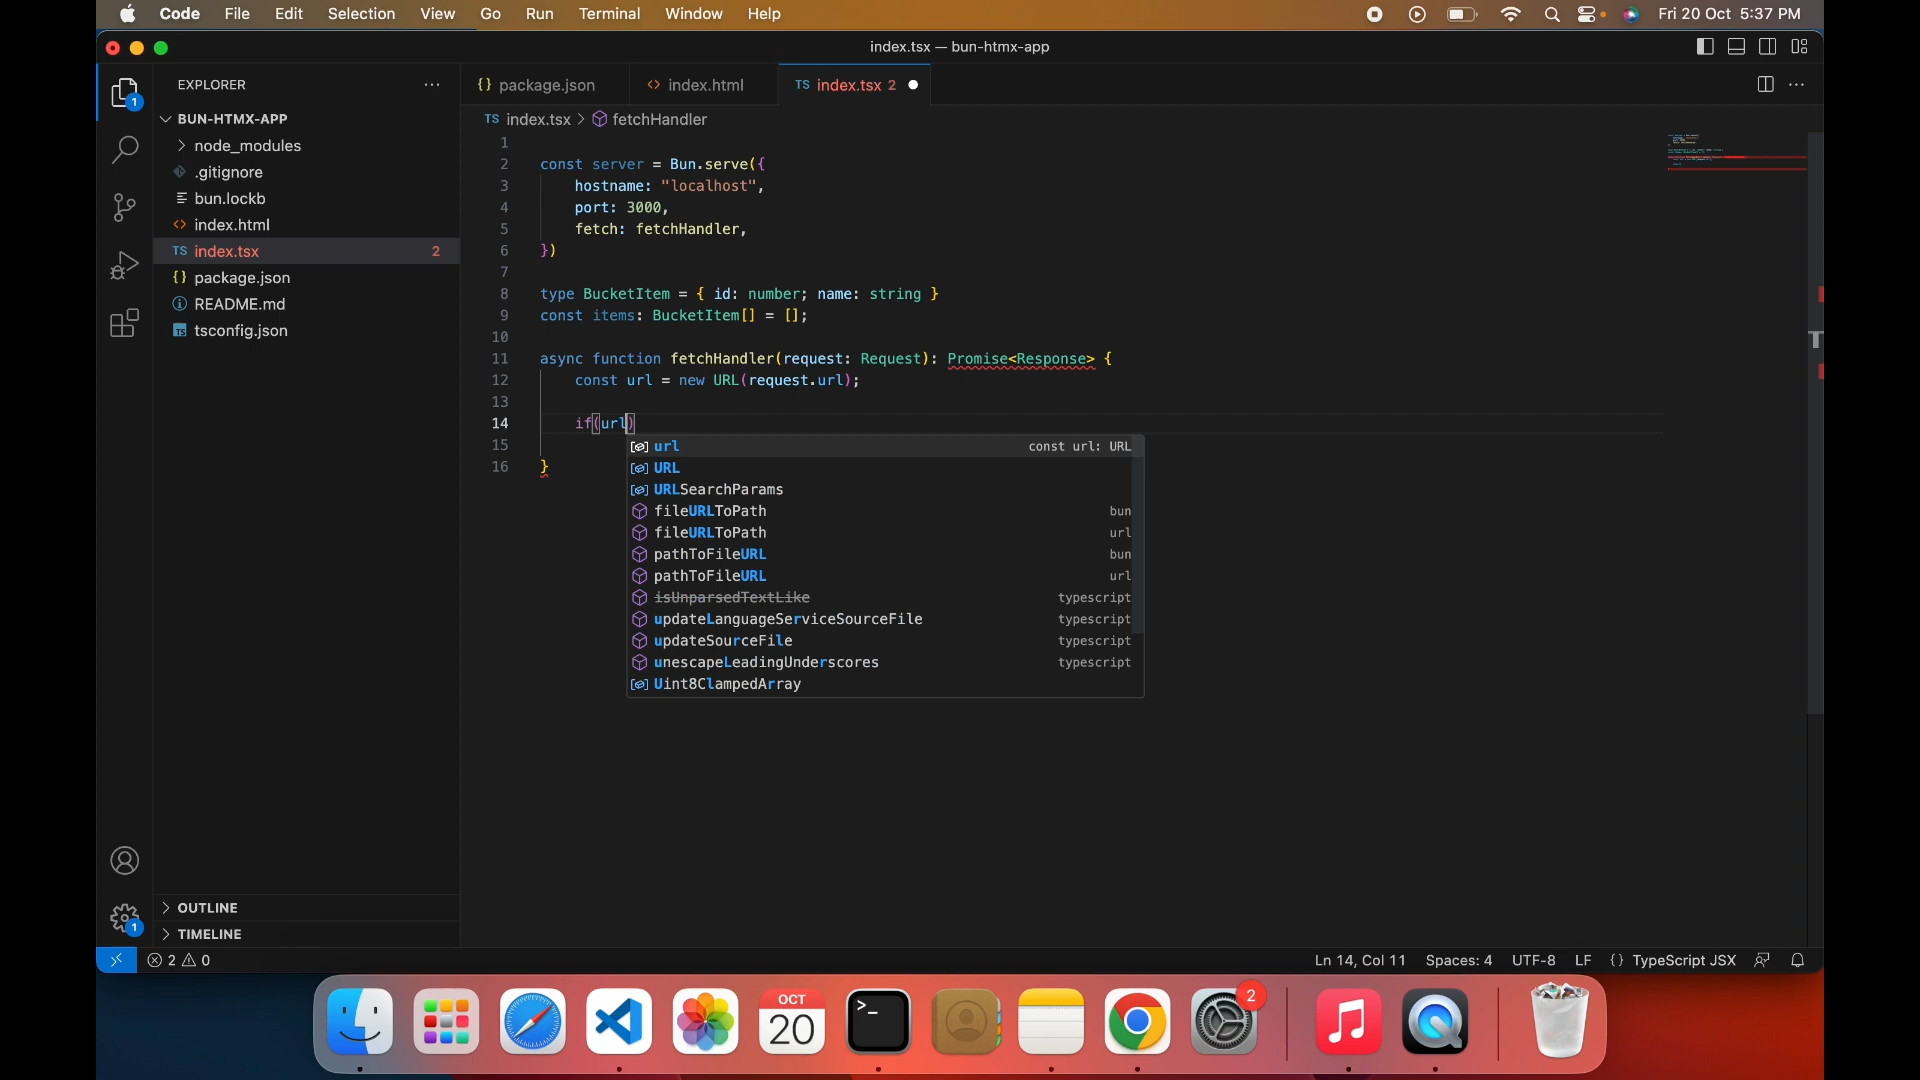 Code File Edit Selection View Go Run Terminal Window Help Fri 20 Oct 5:37 PM
index.tsx — bun-htmx-app
EXPLORER
BUN-HTMX-APP
node_modules
.gitignore
bun.lockb
index.html
TS index.tsx 2
{} package.json
README.md
TS tsconfig.json
OUTLINE
TIMELINE
1
1
{} package.json <> index.html TS index.tsx 2
TS index.tsx > fetchHandler
1
2 const server = Bun.serve({
3 hostname: "localhost",
4 port: 3000,
5 fetch: fetchHandler,
6 })
7
8 type BucketItem = { id: number; name: string }
9 const items: BucketItem[] = [];
10
11 async function fetchHandler(request: Request): Promise<Response> {
12 const url = new URL(request.url);
13
14 if(url)
15
16 }
url const url: URL
URL
URLSearchParams
fileURLToPath bun
fileURLToPath url
pathToFileURL bun
pathToFileURL url
isUnparsedTextLike typescript
updateLanguageServiceSourceFile typescript
updateSourceFile typescript
unescapeLeadingUnderscores typescript
Uint8ClampedArray
2 0 Ln 14, Col 11 Spaces: 4 UTF-8 LF {} TypeScript JSX
OCT
20
>_
2